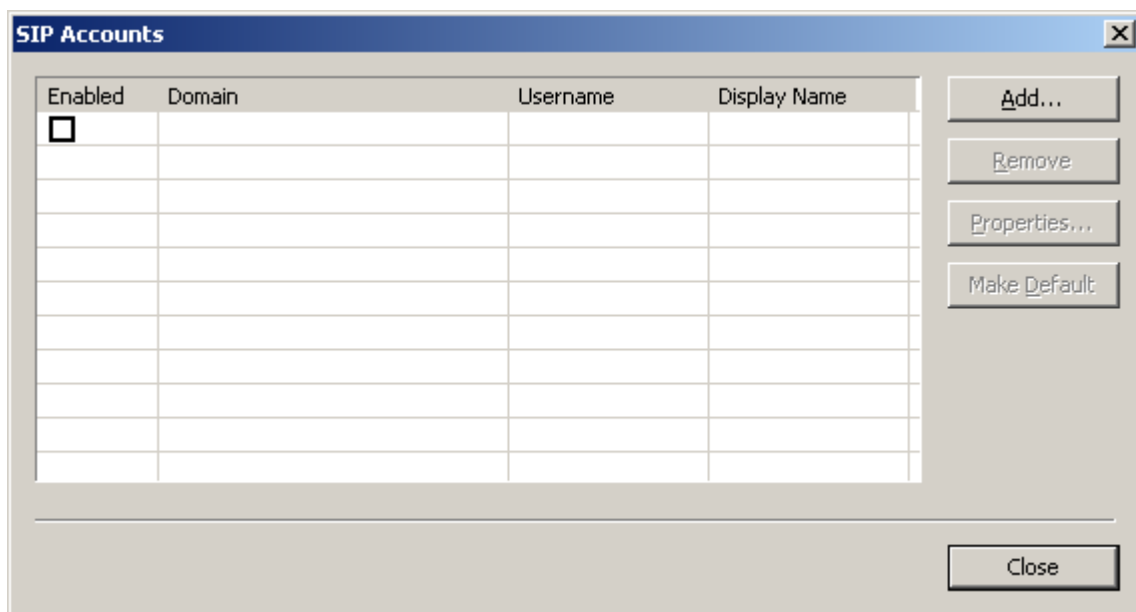 SIP Accounts
Enabled Domain Username Display Name
Add...
Remove
Properties...
Make Default
Close